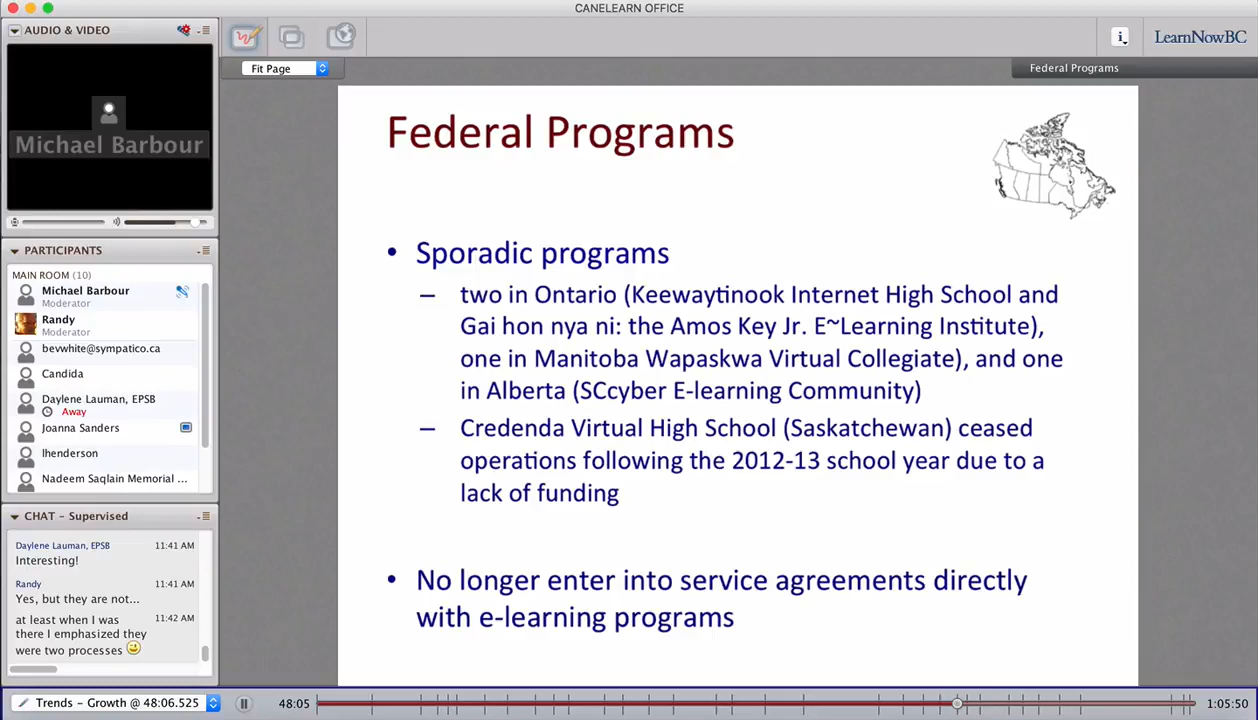 CANELEARN OFFICE
AUDIO & VIDEO
Michael Barbour
PARTICIPANTS
MAIN ROOM (10)
Michael Barbour
Moderator
Randy
Moderator
bevwhite@sympatico.ca
Candida
Daylene Lauman, EPSB
Away
Joanna Sanders
lhenderson
Nadeem Saqlain Memorial ...
CHAT - Supervised
Daylene Lauman, EPSB 11:41 AM
Interesting!
Randy 11:41 AM
Yes, but they are not...
at least when I was 11:42 AM
there I emphasized they
were two processes
Fit Page
i
LearnNowBC
Federal Programs
Federal Programs
• Sporadic programs
– two in Ontario (Keewaytinook Internet High School and
Gai hon nya ni: the Amos Key Jr. E~Learning Institute),
one in Manitoba Wapaskwa Virtual Collegiate), and one
in Alberta (SCcyber E-learning Community)
– Credenda Virtual High School (Saskatchewan) ceased
operations following the 2012-13 school year due to a
lack of funding
• No longer enter into service agreements directly
with e-learning programs
Trends - Growth @ 48:06.525
48:05
1:05:50